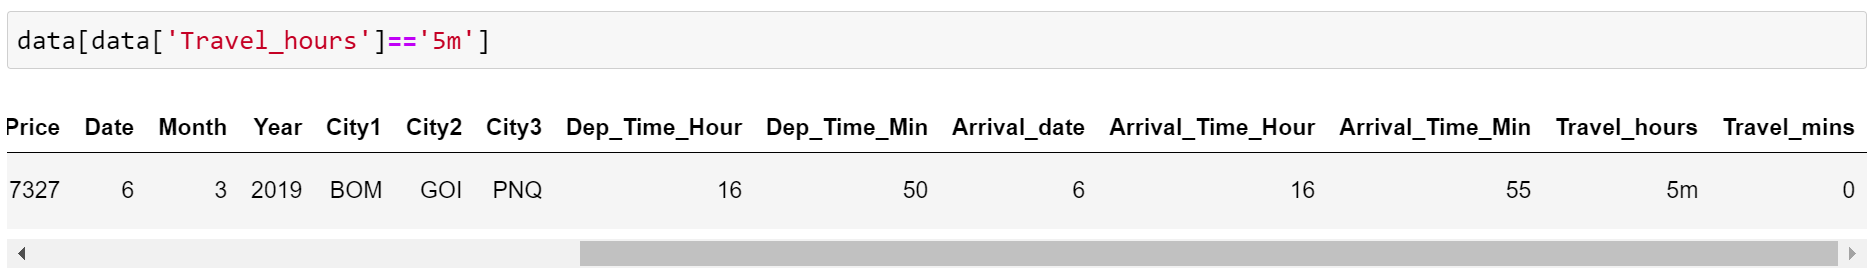 data[data['Travel_hours']=='5m']
Price Date Month Year City1 City2 City3 Dep_Time_Hour Dep_Time_Min Arrival_date Arrival_Time_Hour Arrival_Time_Min Travel_hours Travel_mins
7327 6 3 2019 BOM GOI PNQ 16 50 6 16 55 5m 0